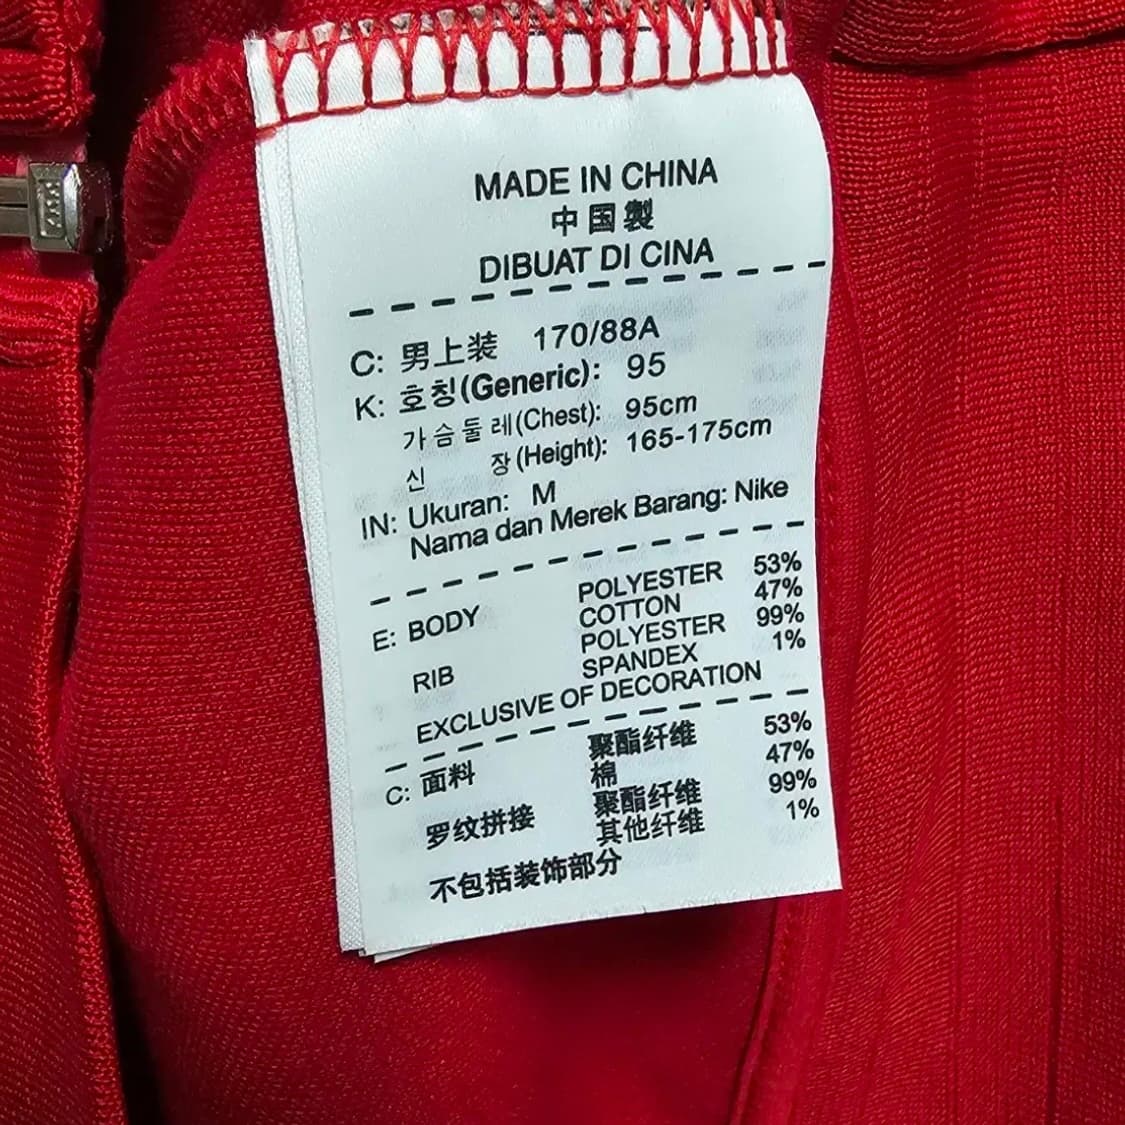 MADE IN CHINA
中国製
DIBUAT DI CINA
C: 男上装 170/88A
K: 호칭(Generic): 95
가슴둘레(Chest): 95cm
신 장(Height): 165-175cm
IN: Ukuran: M
Nama dan Merek Barang: Nike
E: BODY POLYESTER 53%
COTTON 47%
RIB POLYESTER 99%
SPANDEX 1%
EXCLUSIVE OF DECORATION
C: 面料 聚酯纤维 53%
棉 47%
罗纹拼接 聚酯纤维 99%
其他纤维 1%
不包括装饰部分